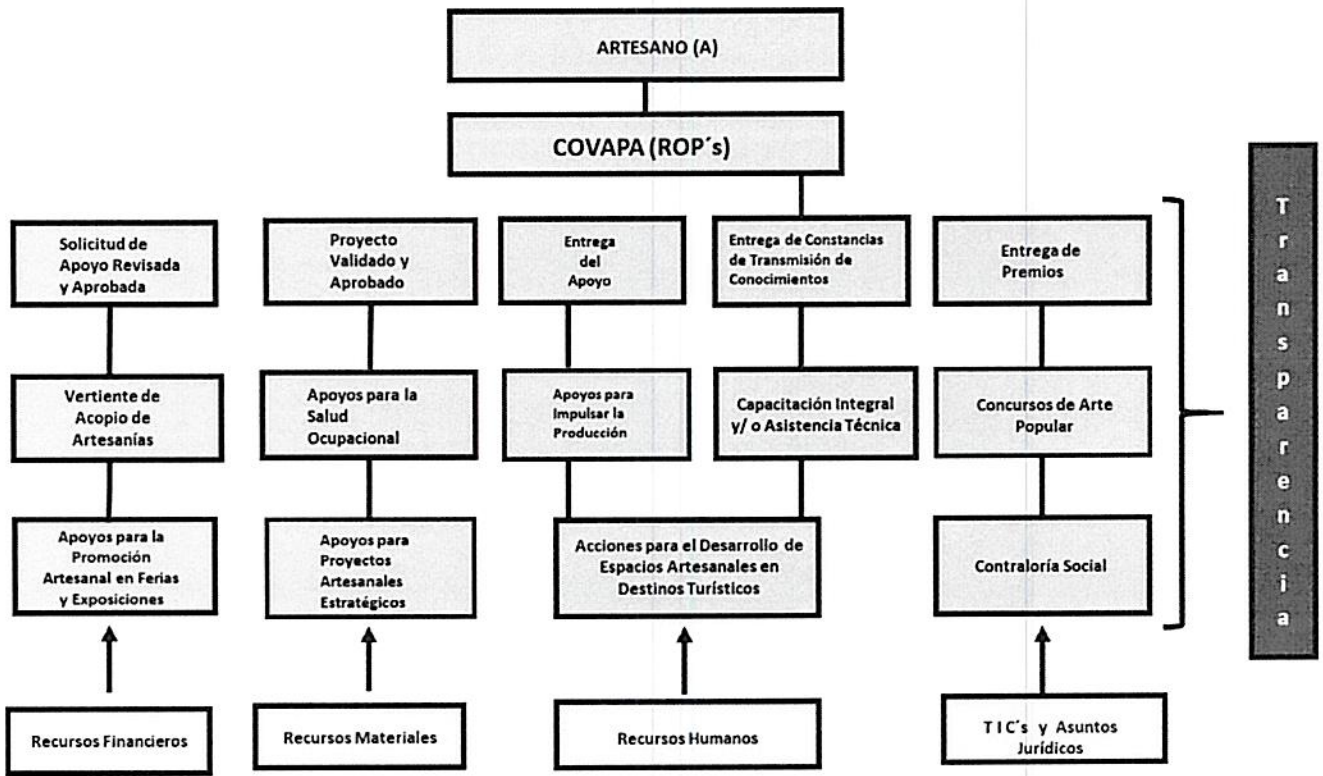 ARTESANO (A)
COVAPA (ROP´s)
Solicitud de
Apoyo Revisada
y Aprobada
Proyecto
Validado y
Aprobado
Entrega
del
Apoyo
Entrega de Constancias
de Transmisión de
Conocimientos
Entrega de
Premios
Vertiente de
Acopio de
Artesanías
Apoyos para la
Salud
Ocupacional
Apoyos para
Impulsar la
Producción
Capacitación Integral
y/ o Asistencia Técnica
Concursos de Arte
Popular
Apoyos para la
Promoción
Artesanal en Ferias
y Exposiciones
Apoyos para
Proyectos
Artesanales
Estratégicos
Acciones para el Desarrollo de
Espacios Artesanales en
Destinos Turísticos
Contraloría Social
Recursos Financieros
Recursos Materiales
Recursos Humanos
T I C´s y Asuntos
Jurídicos
Transparencia